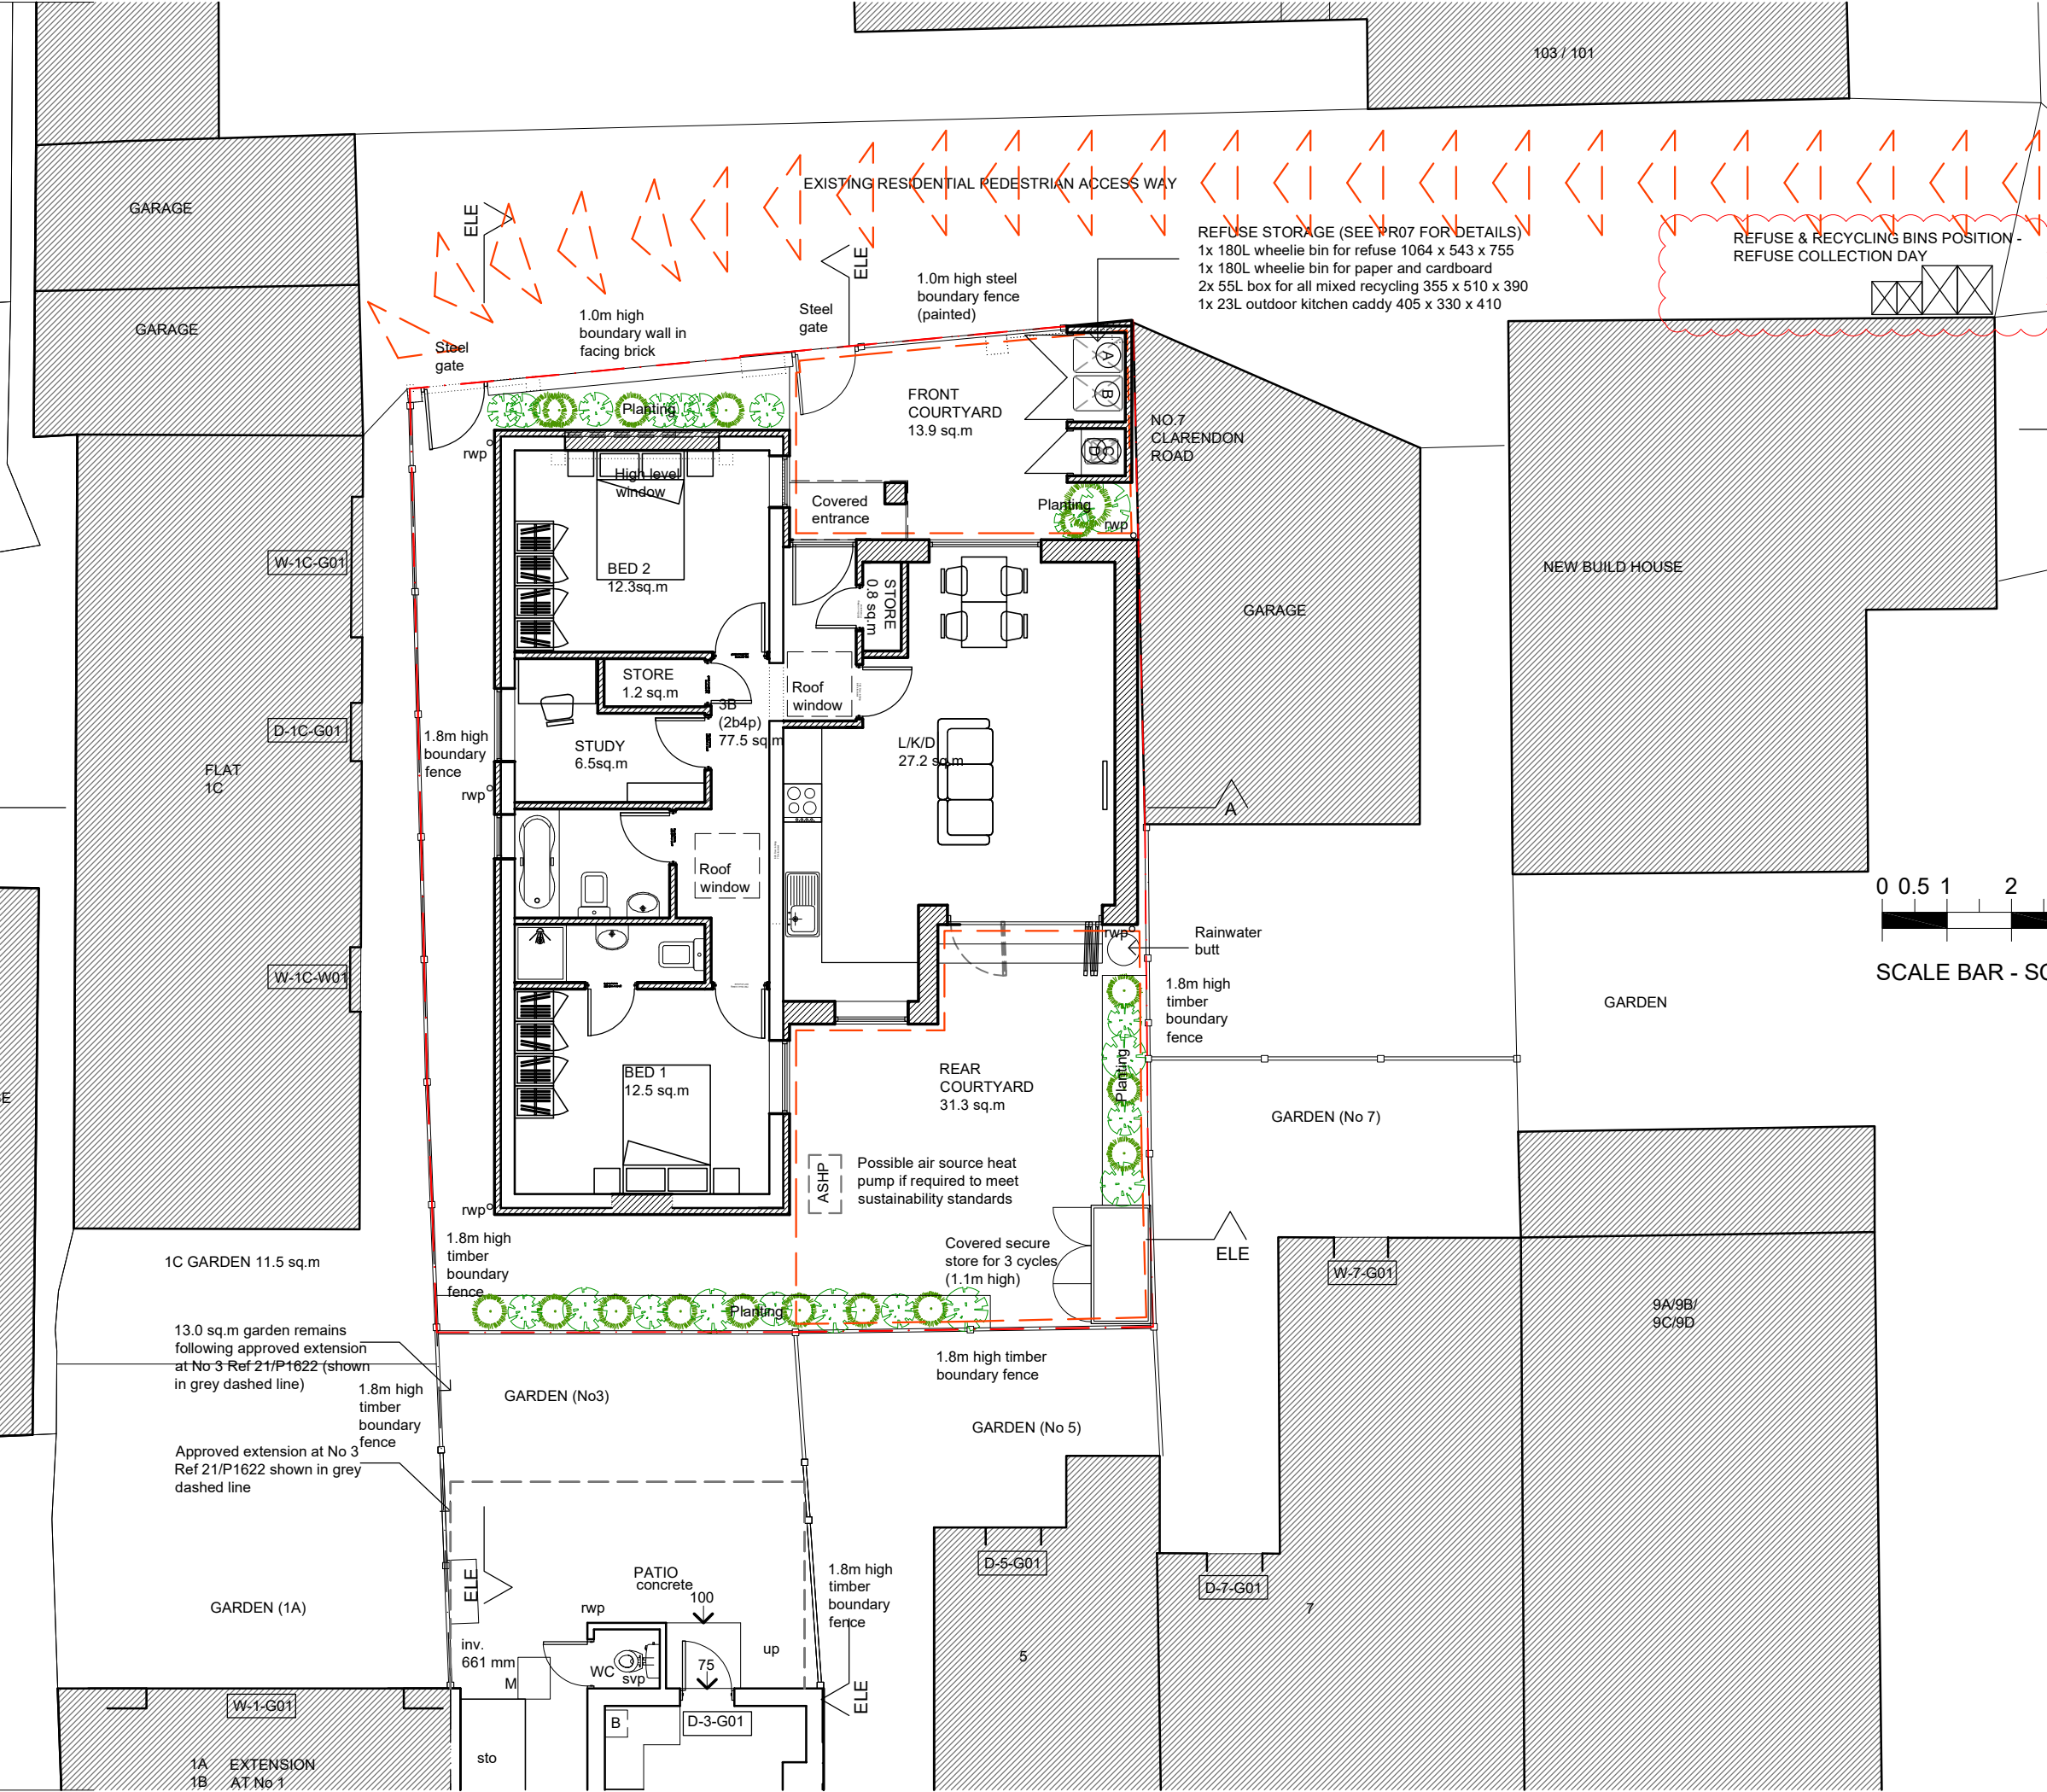 103 / 101
GARAGE
EXISTING RESIDENTIAL PEDESTRIAN ACCESS WAY
ELE
ELE
REFUSE STORAGE (SEE PR07 FOR DETAILS)
1x 180L wheelie bin for refuse 1064 x 543 x 755
1x 180L wheelie bin for paper and cardboard
2x 55L box for all mixed recycling 355 x 510 x 390
1x 23L outdoor kitchen caddy 405 x 330 x 410
REFUSE & RECYCLING BINS POSITION -
REFUSE COLLECTION DAY
GARAGE
1.0m high
boundary wall in
facing brick
Steel
gate
1.0m high steel
boundary fence
(painted)
Steel
gate
A
B
C
D
Planting
FRONT
COURTYARD
13.9 sq.m
NO.7
CLARENDON
ROAD
rwp
High level
window
Covered
entrance
Planting
rwp
W-1C-G01
BED 2
12.3sq.m
STORE
0.8 sq.m
GARAGE
NEW BUILD HOUSE
STORE
1.2 sq.m
Roof
window
D-1C-G01
3B
(2b4p)
77.5 sq.m
1.8m high
boundary
fence
STUDY
6.5sq.m
L/K/D
27.2 sq.m
FLAT
1C
rwp
A
Roof
window
0 0.5 1 2
SCALE BAR - SC
rwp
Rainwater
butt
W-1C-W01
1.8m high
timber
boundary
fence
GARDEN
BED 1
12.5 sq.m
REAR
COURTYARD
31.3 sq.m
Planting
E
GARDEN (No 7)
ASHP
Possible air source heat
pump if required to meet
sustainability standards
rwp
1.8m high
timber
boundary
fence
Covered secure
store for 3 cycles
(1.1m high)
ELE
W-7-G01
1C GARDEN 11.5 sq.m
Planting
9A/9B/
9C/9D
13.0 sq.m garden remains
following approved extension
at No 3 Ref 21/P1622 (shown
in grey dashed line)
1.8m high timber
boundary fence
1.8m high
timber
boundary
fence
GARDEN (No3)
GARDEN (No 5)
Approved extension at No 3
Ref 21/P1622 shown in grey
dashed line
D-5-G01
D-7-G01
ELE
PATIO
concrete
100
1.8m high
timber
boundary
fence
GARDEN (1A)
rwp
7
inv.
661 mm
up
5
WC
svp
75
M
ELE
W-1-G01
B
D-3-G01
sto
1A EXTENSION
1B AT No 1